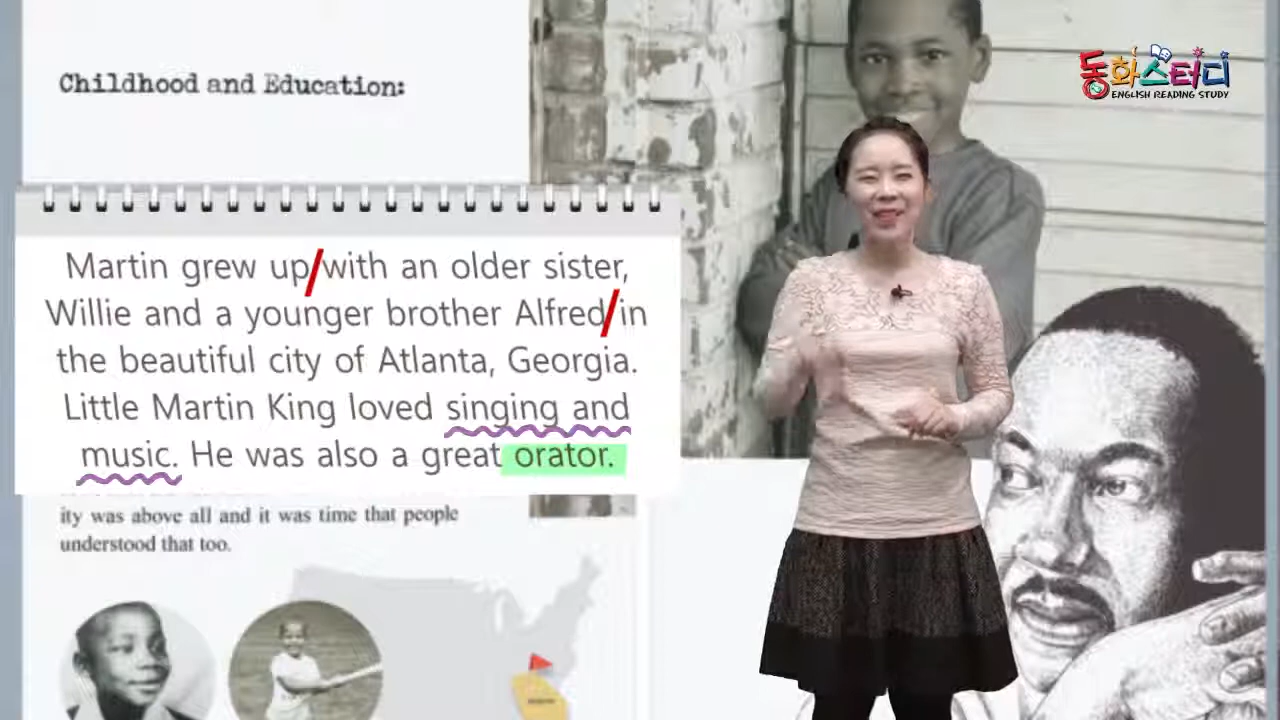 Childhood and Education:
동화스터디
ENGLISH READING STUDY
Martin grew up/with an older sister,
Willie and a younger brother Alfred/in
the beautiful city of Atlanta, Georgia.
Little Martin King loved singing and
music. He was also a great orator.
ity was above all and it was time that people
understood that too.